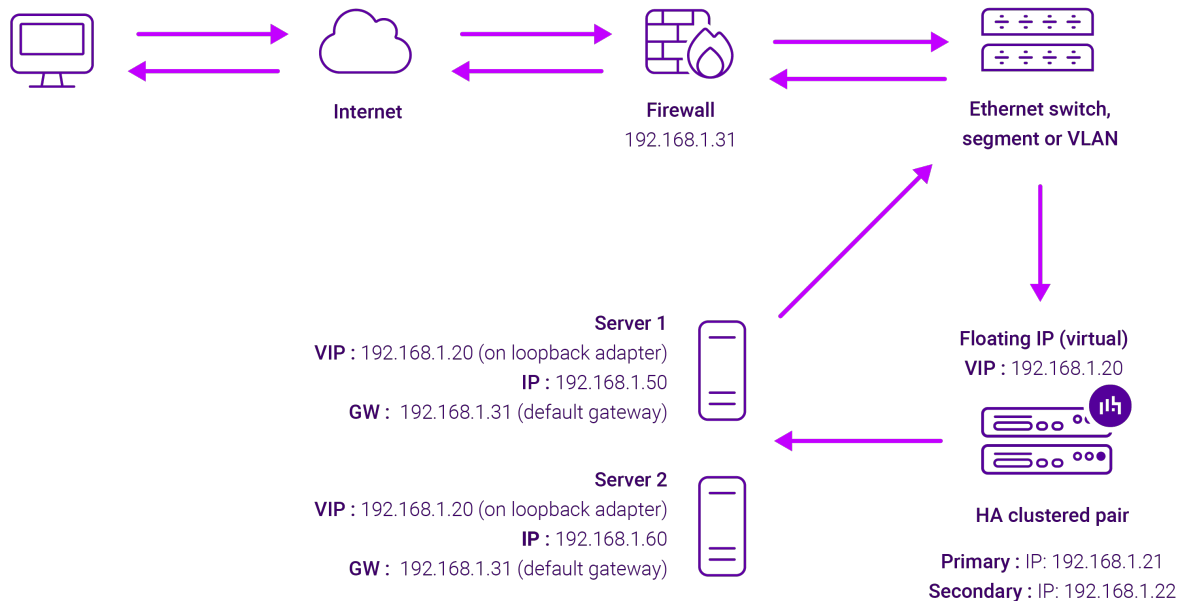 Internet
Firewall
192.168.1.31
Ethernet switch,
segment or VLAN
Server 1
VIP : 192.168.1.20 (on loopback adapter)
IP : 192.168.1.50
GW : 192.168.1.31 (default gateway)
Server 2
VIP : 192.168.1.20 (on loopback adapter)
IP : 192.168.1.60
GW : 192.168.1.31 (default gateway)
Floating IP (virtual)
VIP : 192.168.1.20
HA clustered pair
Primary : IP: 192.168.1.21
Secondary : IP: 192.168.1.22